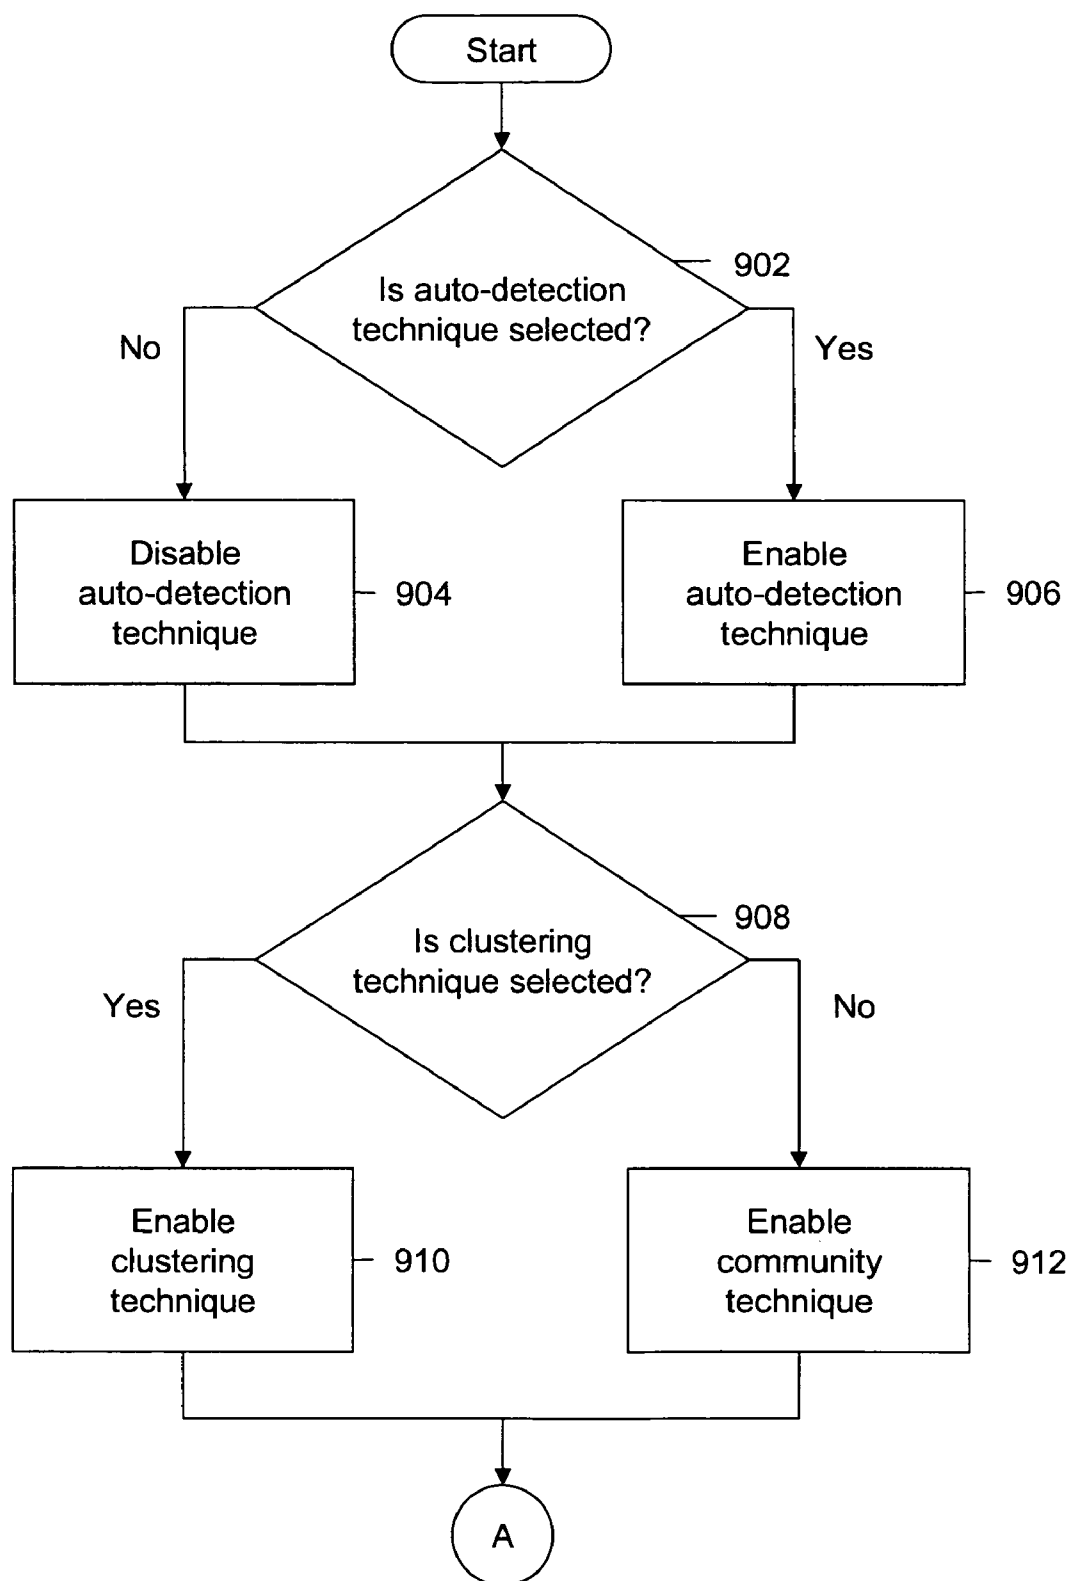 Start
902
Is auto-detection
technique selected?
No
Yes
Disable
auto-detection
technique
904
Enable
auto-detection
technique
906
908
Is clustering
technique selected?
Yes
No
Enable
clustering
technique
910
Enable
community
technique
912
A